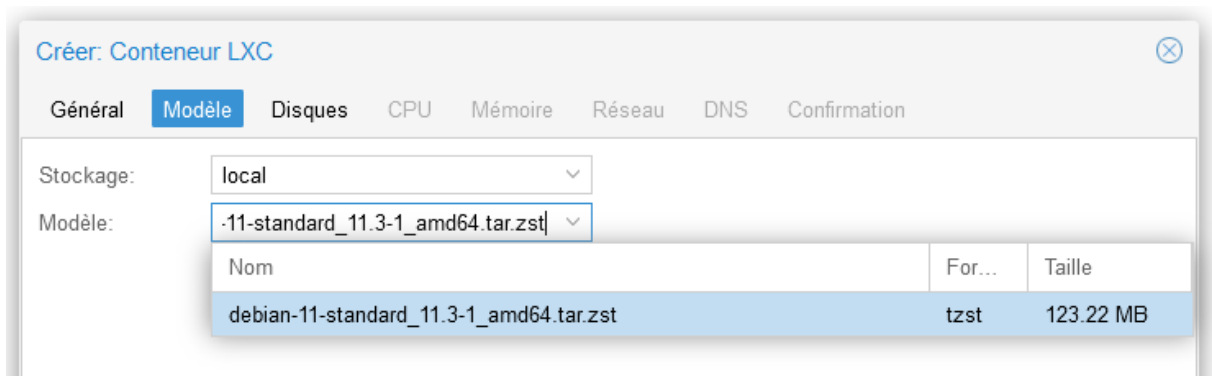 Créer: Conteneur LXC
Général Modèle Disques CPU Mémoire Réseau DNS Confirmation
Stockage: local
Modèle: -11-standard_11.3-1_amd64.tar.zst
Nom For... Taille
debian-11-standard_11.3-1_amd64.tar.zst tzst 123.22 MB